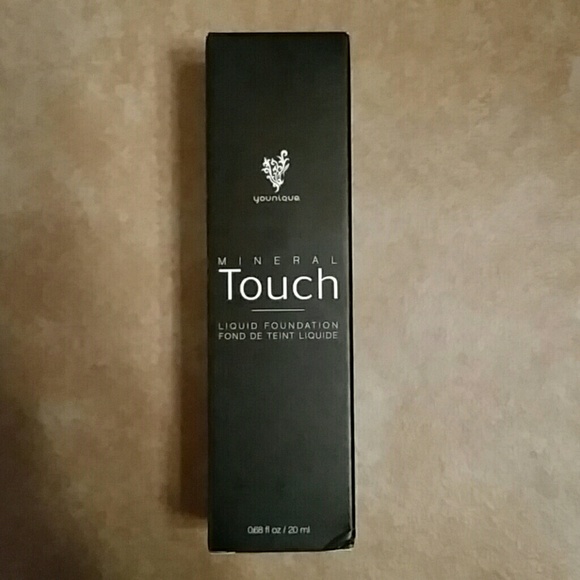 younique
MINERAL
Touch
LIQUID FOUNDATION
FOND DE TEINT LIQUIDE
0.68 fl oz / 20 ml